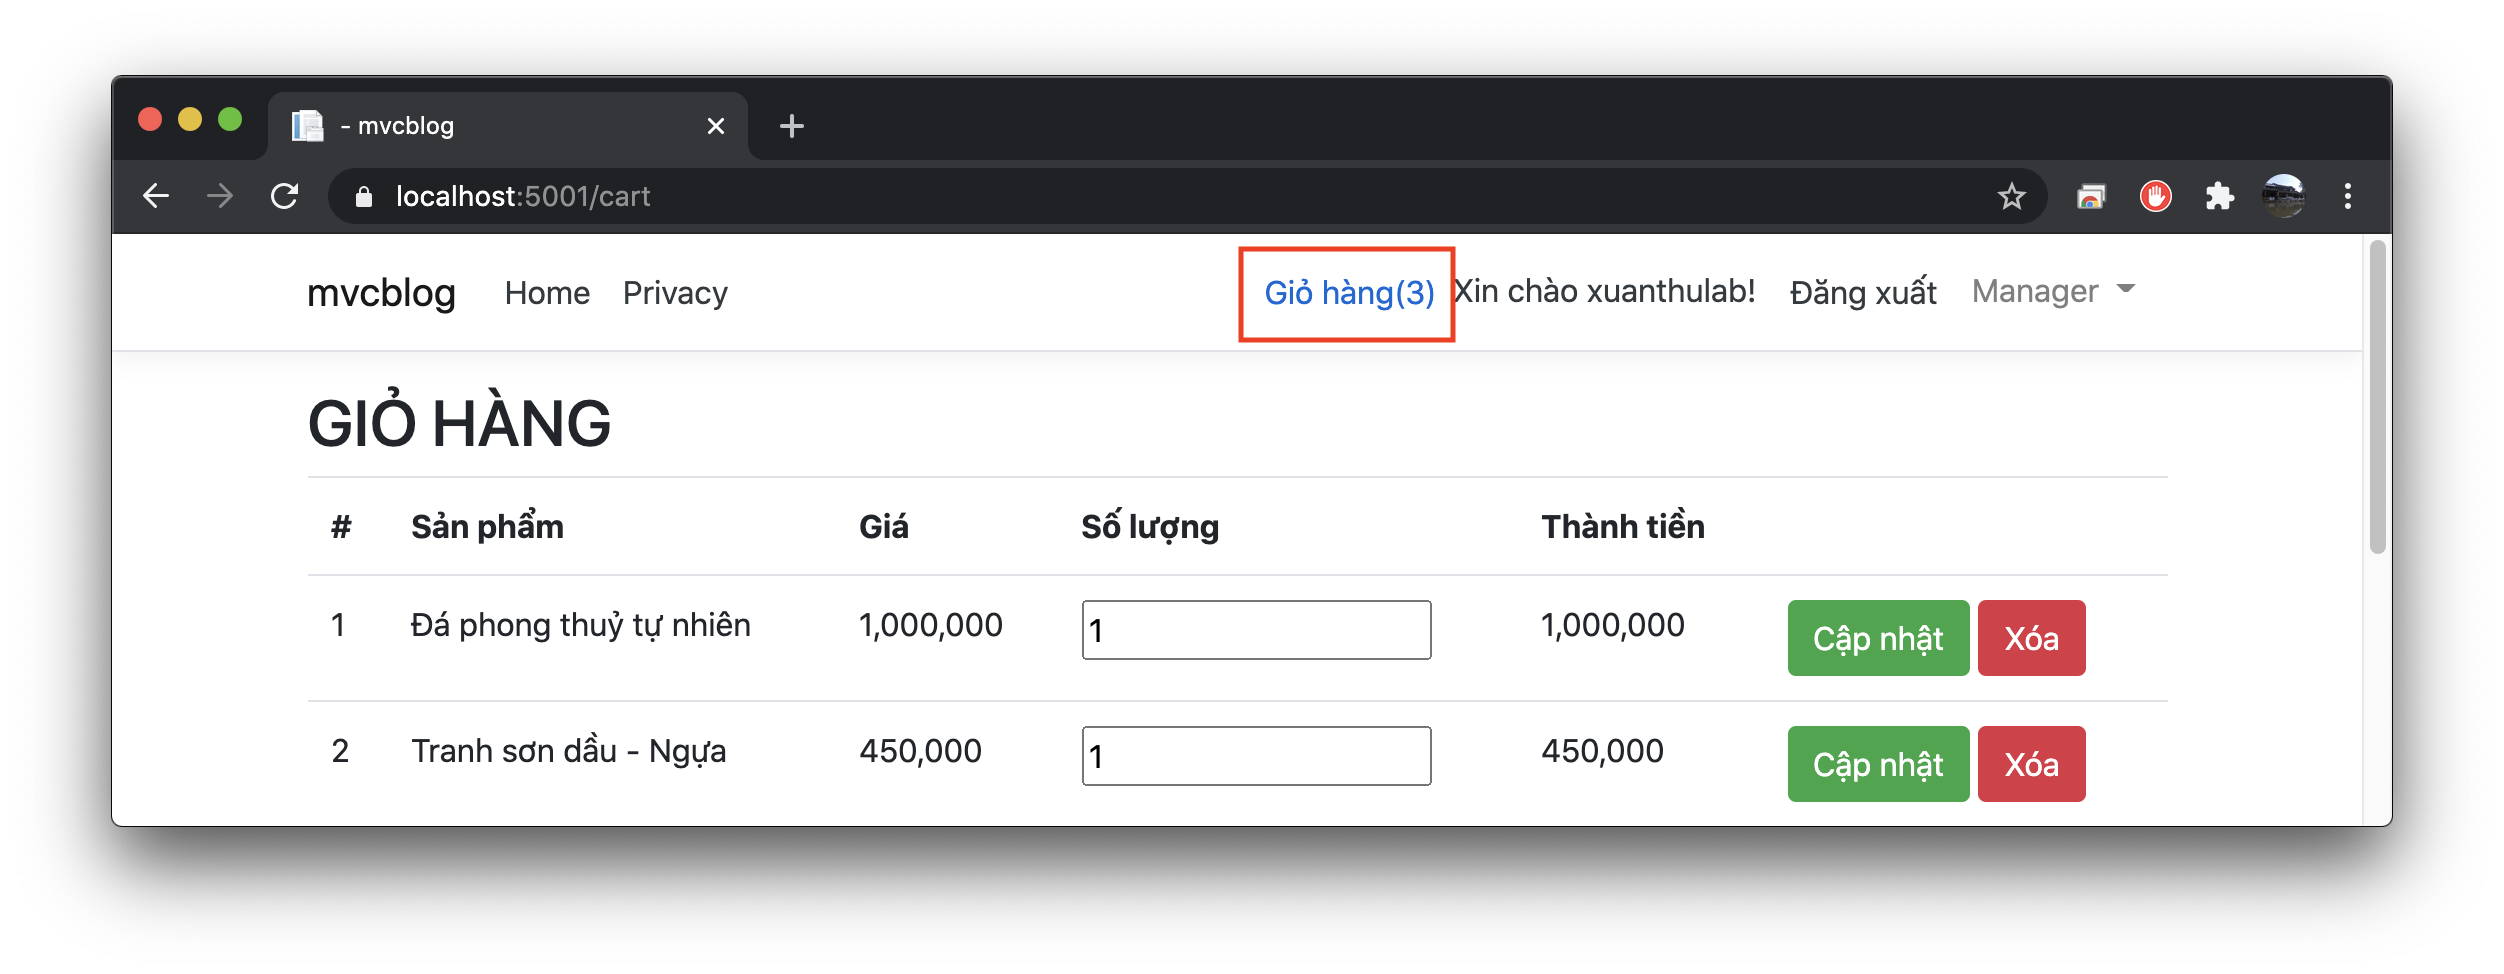 - mvcblog
localhost:5001/cart
mvcblog Home Privacy Giỏ hàng(3) Xin chào xuanthulab! Đăng xuất Manager
GIỎ HÀNG
# Sản phẩm Giá Số lượng Thành tiền
1 Đá phong thuỷ tự nhiên 1,000,000 1 1,000,000 Cập nhật Xóa
2 Tranh sơn dầu - Ngựa 450,000 1 450,000 Cập nhật Xóa